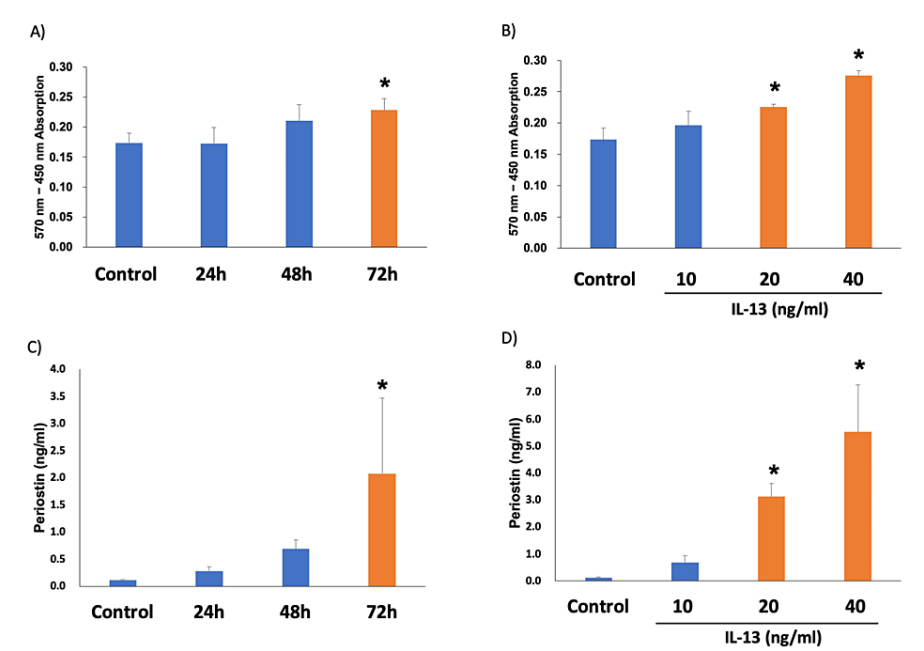 A)
570 nm – 450 nm Absorption
0.30
0.25
0.20
0.15
0.10
0.05
0.00
*
Control 24h 48h 72h
B)
570 nm – 450 nm Absorption
0.30
0.25
0.20
0.15
0.10
0.05
0.00
*
*
Control 10 20 40
IL-13 (ng/ml)
C)
Periostin (ng/ml)
4.0
3.5
3.0
2.5
2.0
1.5
1.0
0.5
0.0
*
Control 24h 48h 72h
D)
Periostin (ng/ml)
8.0
7.0
6.0
5.0
4.0
3.0
2.0
1.0
0.0
*
*
Control 10 20 40
IL-13 (ng/ml)